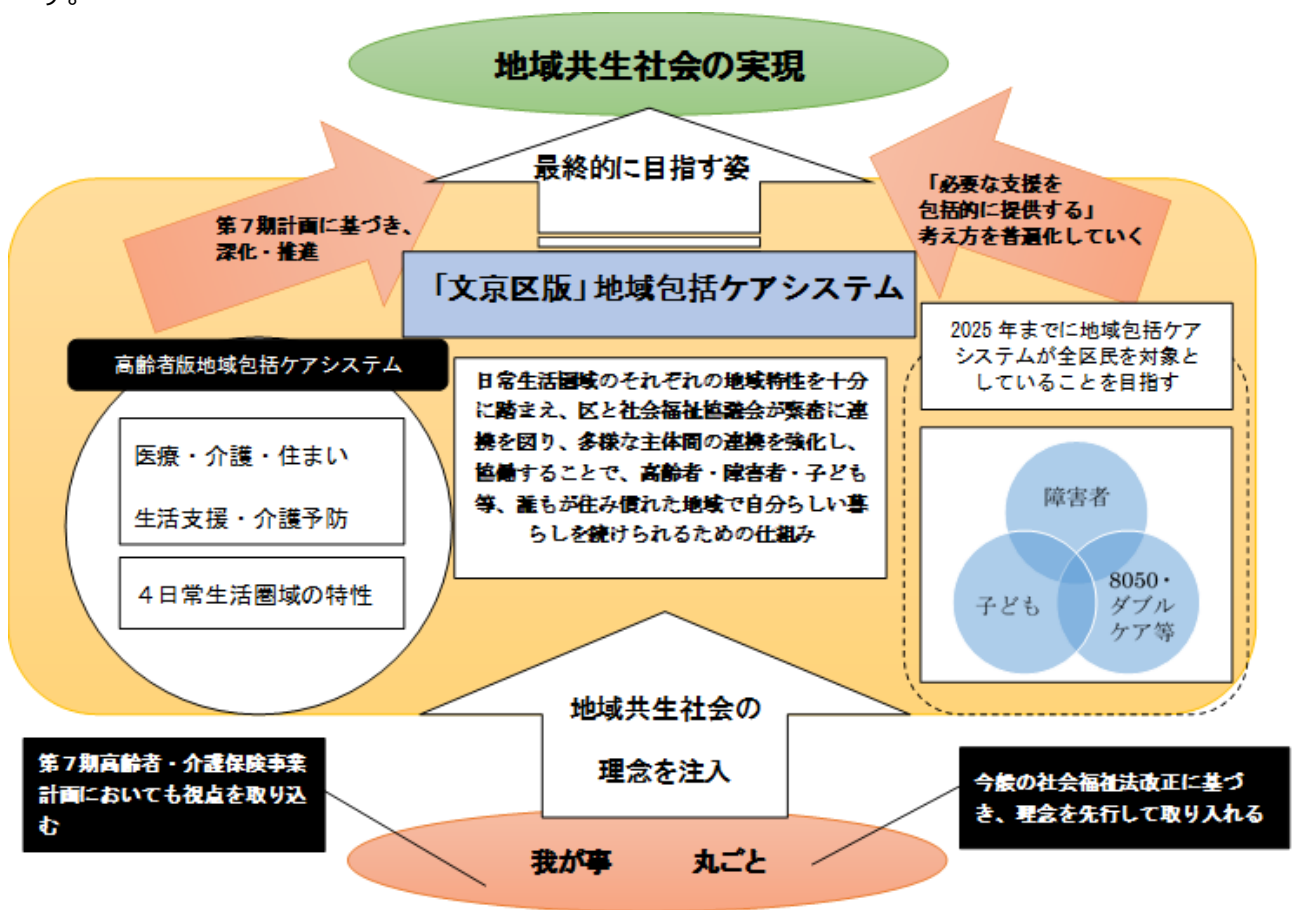 す。
地域共生社会の実現
最終的に目指す姿
第7期計画に基づき、
深化・推進
「必要な支援を
包括的に提供する」
考え方を普遍化していく
「文京区版」地域包括ケアシステム
高齢者版地域包括ケアシステム
医療・介護・住まい
生活支援・介護予防
4日常生活圏域の特性
日常生活圏域のそれぞれの地域特性を十分
に踏まえ、区と社会福祉協議会が緊密に連
携を図り、多様な主体間の連携を強化し、
協働することで、高齢者・障害者・子ども
等、誰もが住み慣れた地域で自分らしい暮
らしを続けられるための仕組み
2025年までに地域包括ケア
システムが全区民を対象と
していることを目指す
障害者
子ども
8050・
ダブル
ケア等
地域共生社会の
理念を注入
第7期高齢者・介護保険事業
計画においても視点を取り込
む
今般の社会福祉法改正に基づ
き、理念を先行して取り入れる
我が事 丸ごと